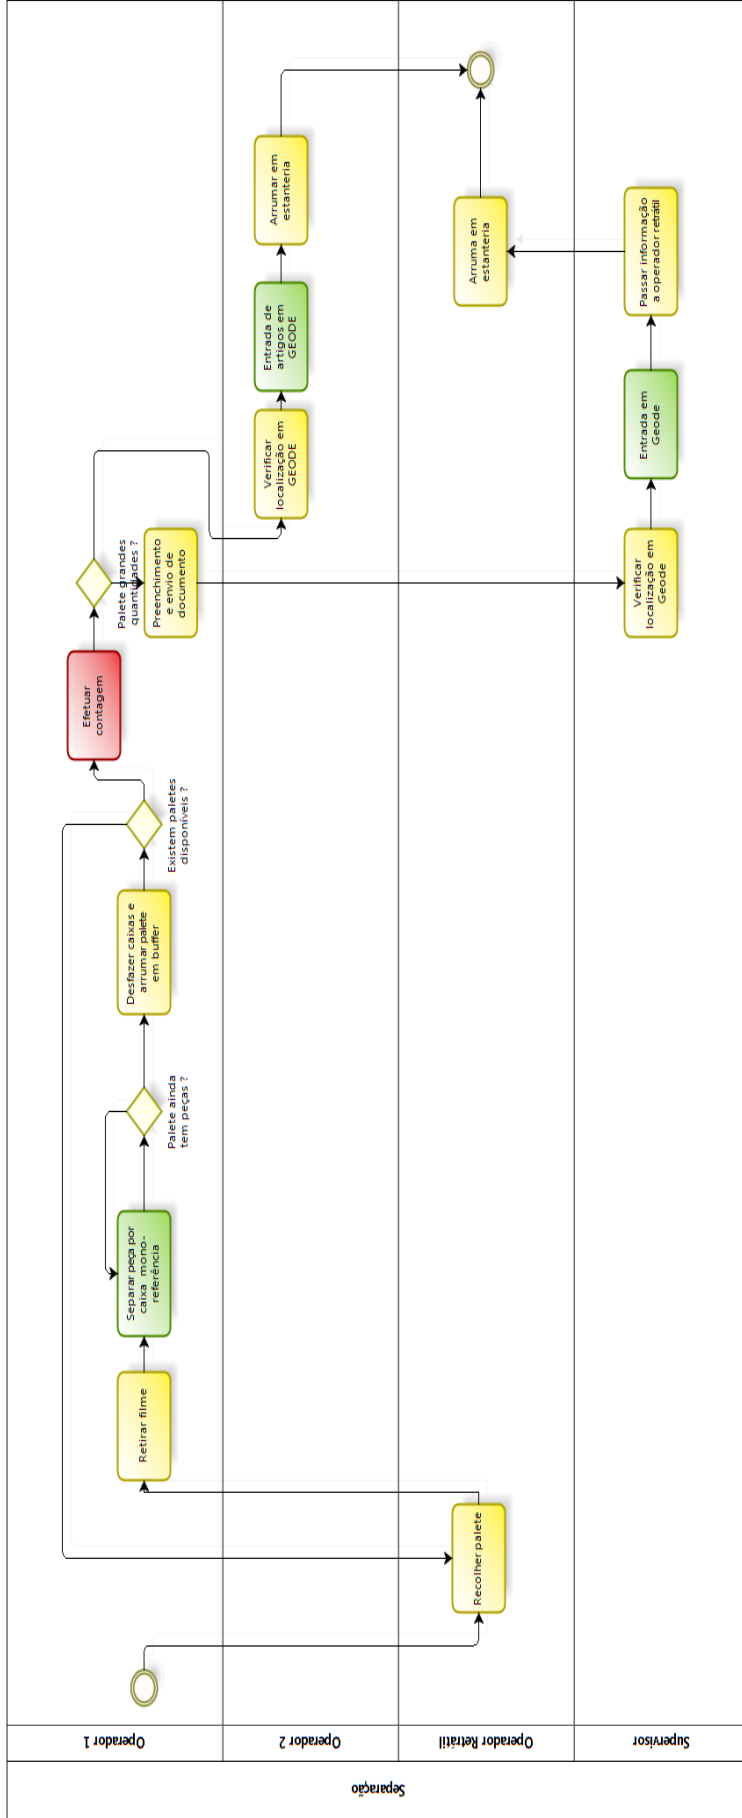 Separação
Operador 1
Operador 2
Operador Retrátil
Supervisor
Recolher palete
Retirar filme
Separar peça por
caixa mono-
referência
Palete ainda
tem peças ?
Desfazer caixas e
arrumar palete
em buffer
Existem paletes
disponíveis ?
Efetuar
contagem
Palete grandes
quantidades ?
Preenchimento
e envio de
documento
Verificar
localização em
GEODE
Entrada de
artigos em
GEODE
Arrumar em
estanteria
Verificar
localização em
Geode
Entrada em
Geode
Passar informação
a operador retrátil
Arruma em
estanteria